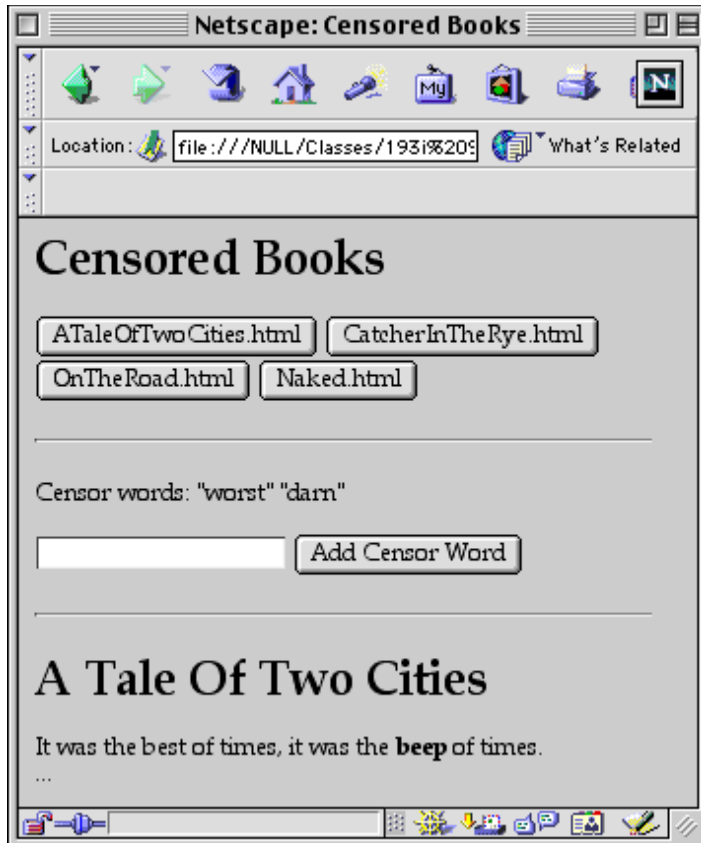 Netscape: Censored Books
My
N
Location: file:///NULL/Classes/193i%209 What's Related
Censored Books
ATaleOfTwoCities.html CatcherInTheRye.html
OnTheRoad.html Naked.html
Censor words: "worst" "darn"
Add Censor Word
A Tale Of Two Cities
It was the best of times, it was the beep of times.
...